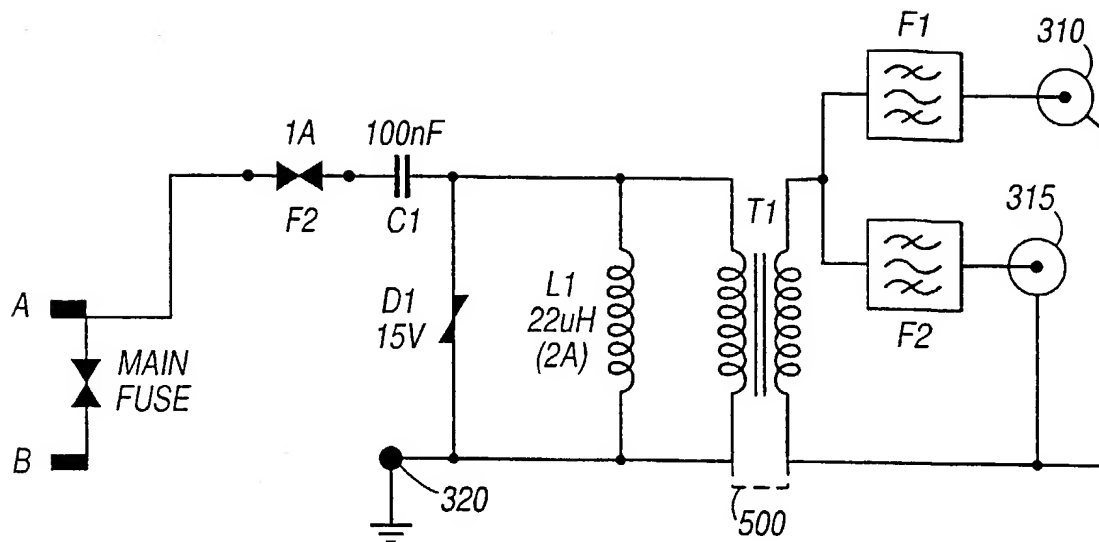 F1
310
1A
100nF
F2
C1
T1
315
A
D1
15V
L1
22uH
(2A)
F2
MAIN
FUSE
B
320
500